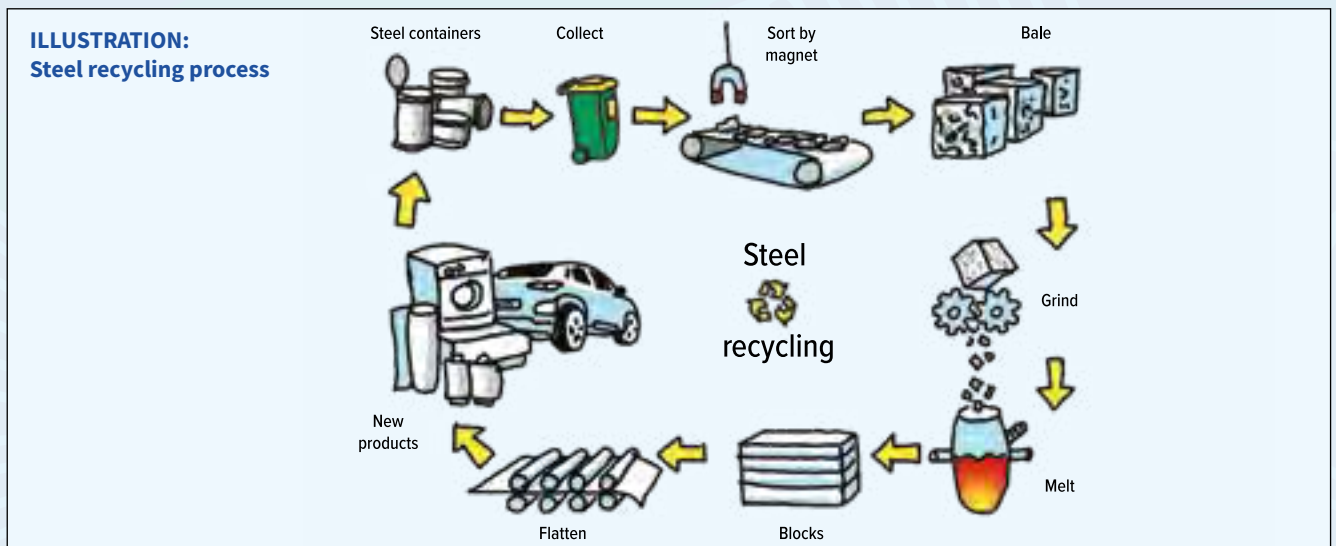 ILLUSTRATION:
Steel recycling process
Steel containers
Collect
Sort by
magnet
Bale
Steel
recycling
Grind
New
products
Melt
Flatten
Blocks